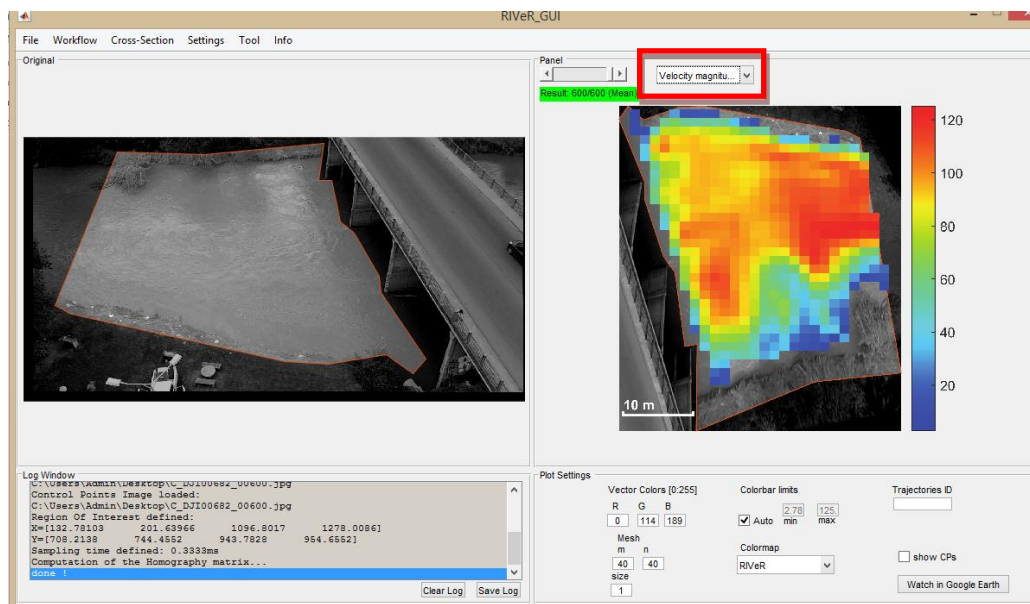 RIVeR_GUI
File Workflow Cross-Section Settings Tool Info
Original
Panel
Velocity magnitu...
Result: 600/600 (Mean)
120
100
80
60
40
20
10 m
Log Window
C:\Users\Admin\Desktop\C_DJI00682_00600.jpg
Control Points Image loaded:
C:\Users\Admin\Desktop\C_DJI00682_00600.jpg
Region Of Interest defined:
X=[132.78103 201.63966 1096.8017 1278.0086]
Y=[708.2138 744.4552 943.7828 954.6552]
Sampling time defined: 0.3333ms
Computation of the Homography matrix...
done !
Clear Log Save Log
Plot Settings
Vector Colors [0:255]
R G B
0 114 189
Mesh
m n
40 40
size
1
Colorbar limits
2.78 125.
Auto min max
Colormap
RIVeR
Trajectories ID
show CPs
Watch in Google Earth